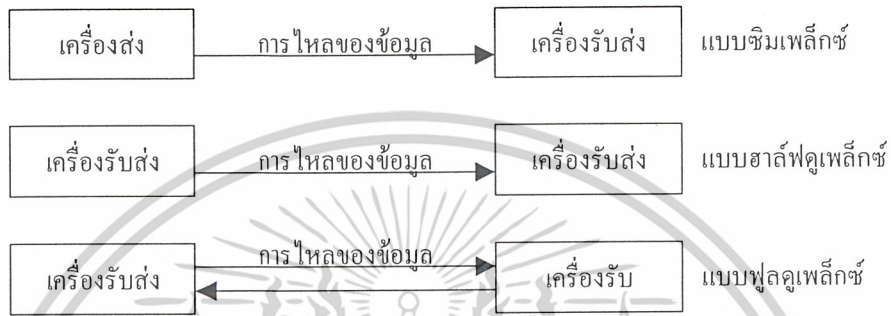 เครื่องส่ง การไหลของข้อมูล เครื่องรับส่ง แบบซิมเพล็กซ์
เครื่องรับส่ง การไหลของข้อมูล เครื่องรับส่ง แบบฮาล์ฟดูเพล็กซ์
เครื่องรับส่ง การไหลของข้อมูล เครื่องรับ แบบฟูลดูเพล็กซ์